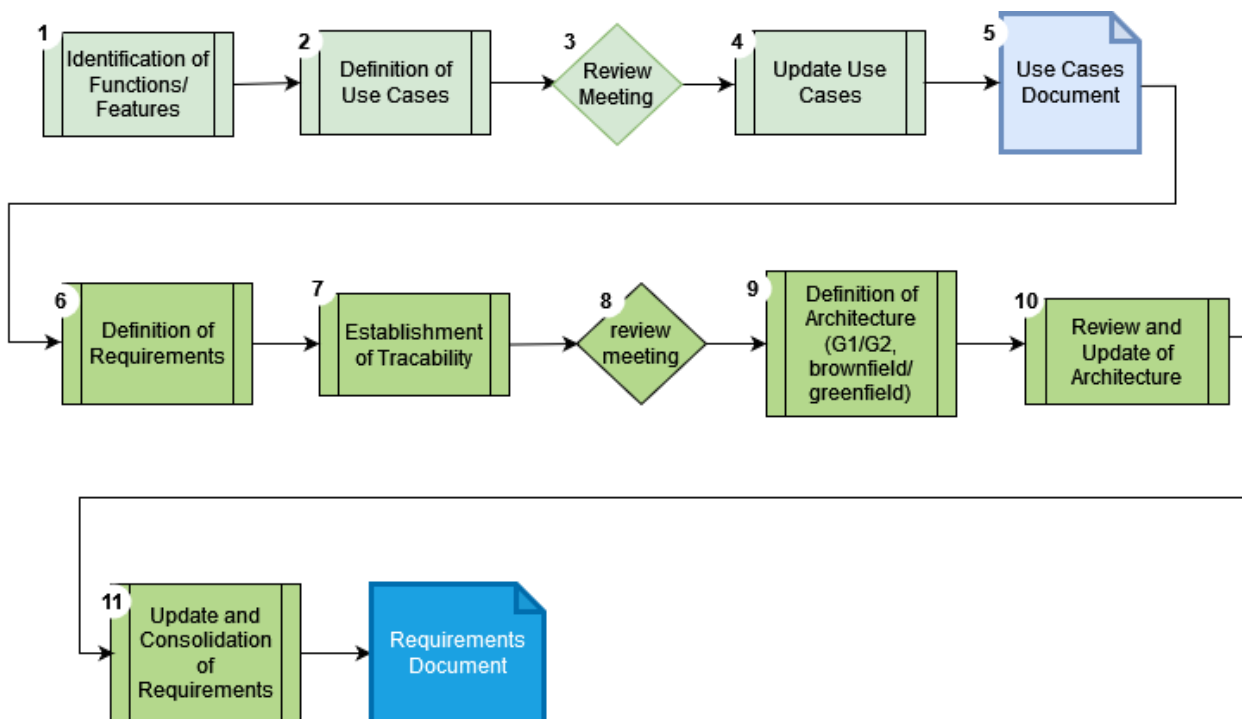 1
Identification of
Functions/
Features
2
Definition of
Use Cases
3
Review
Meeting
4
Update Use
Cases
5
Use Cases
Document
6
Definition of
Requirements
7
Establishment
of Tracability
8
review
meeting
9
Definition of
Architecture
(G1/G2,
brownfield/
greenfield)
10
Review and
Update of
Architecture
11
Update and
Consolidation
of
Requirements
Requirements
Document